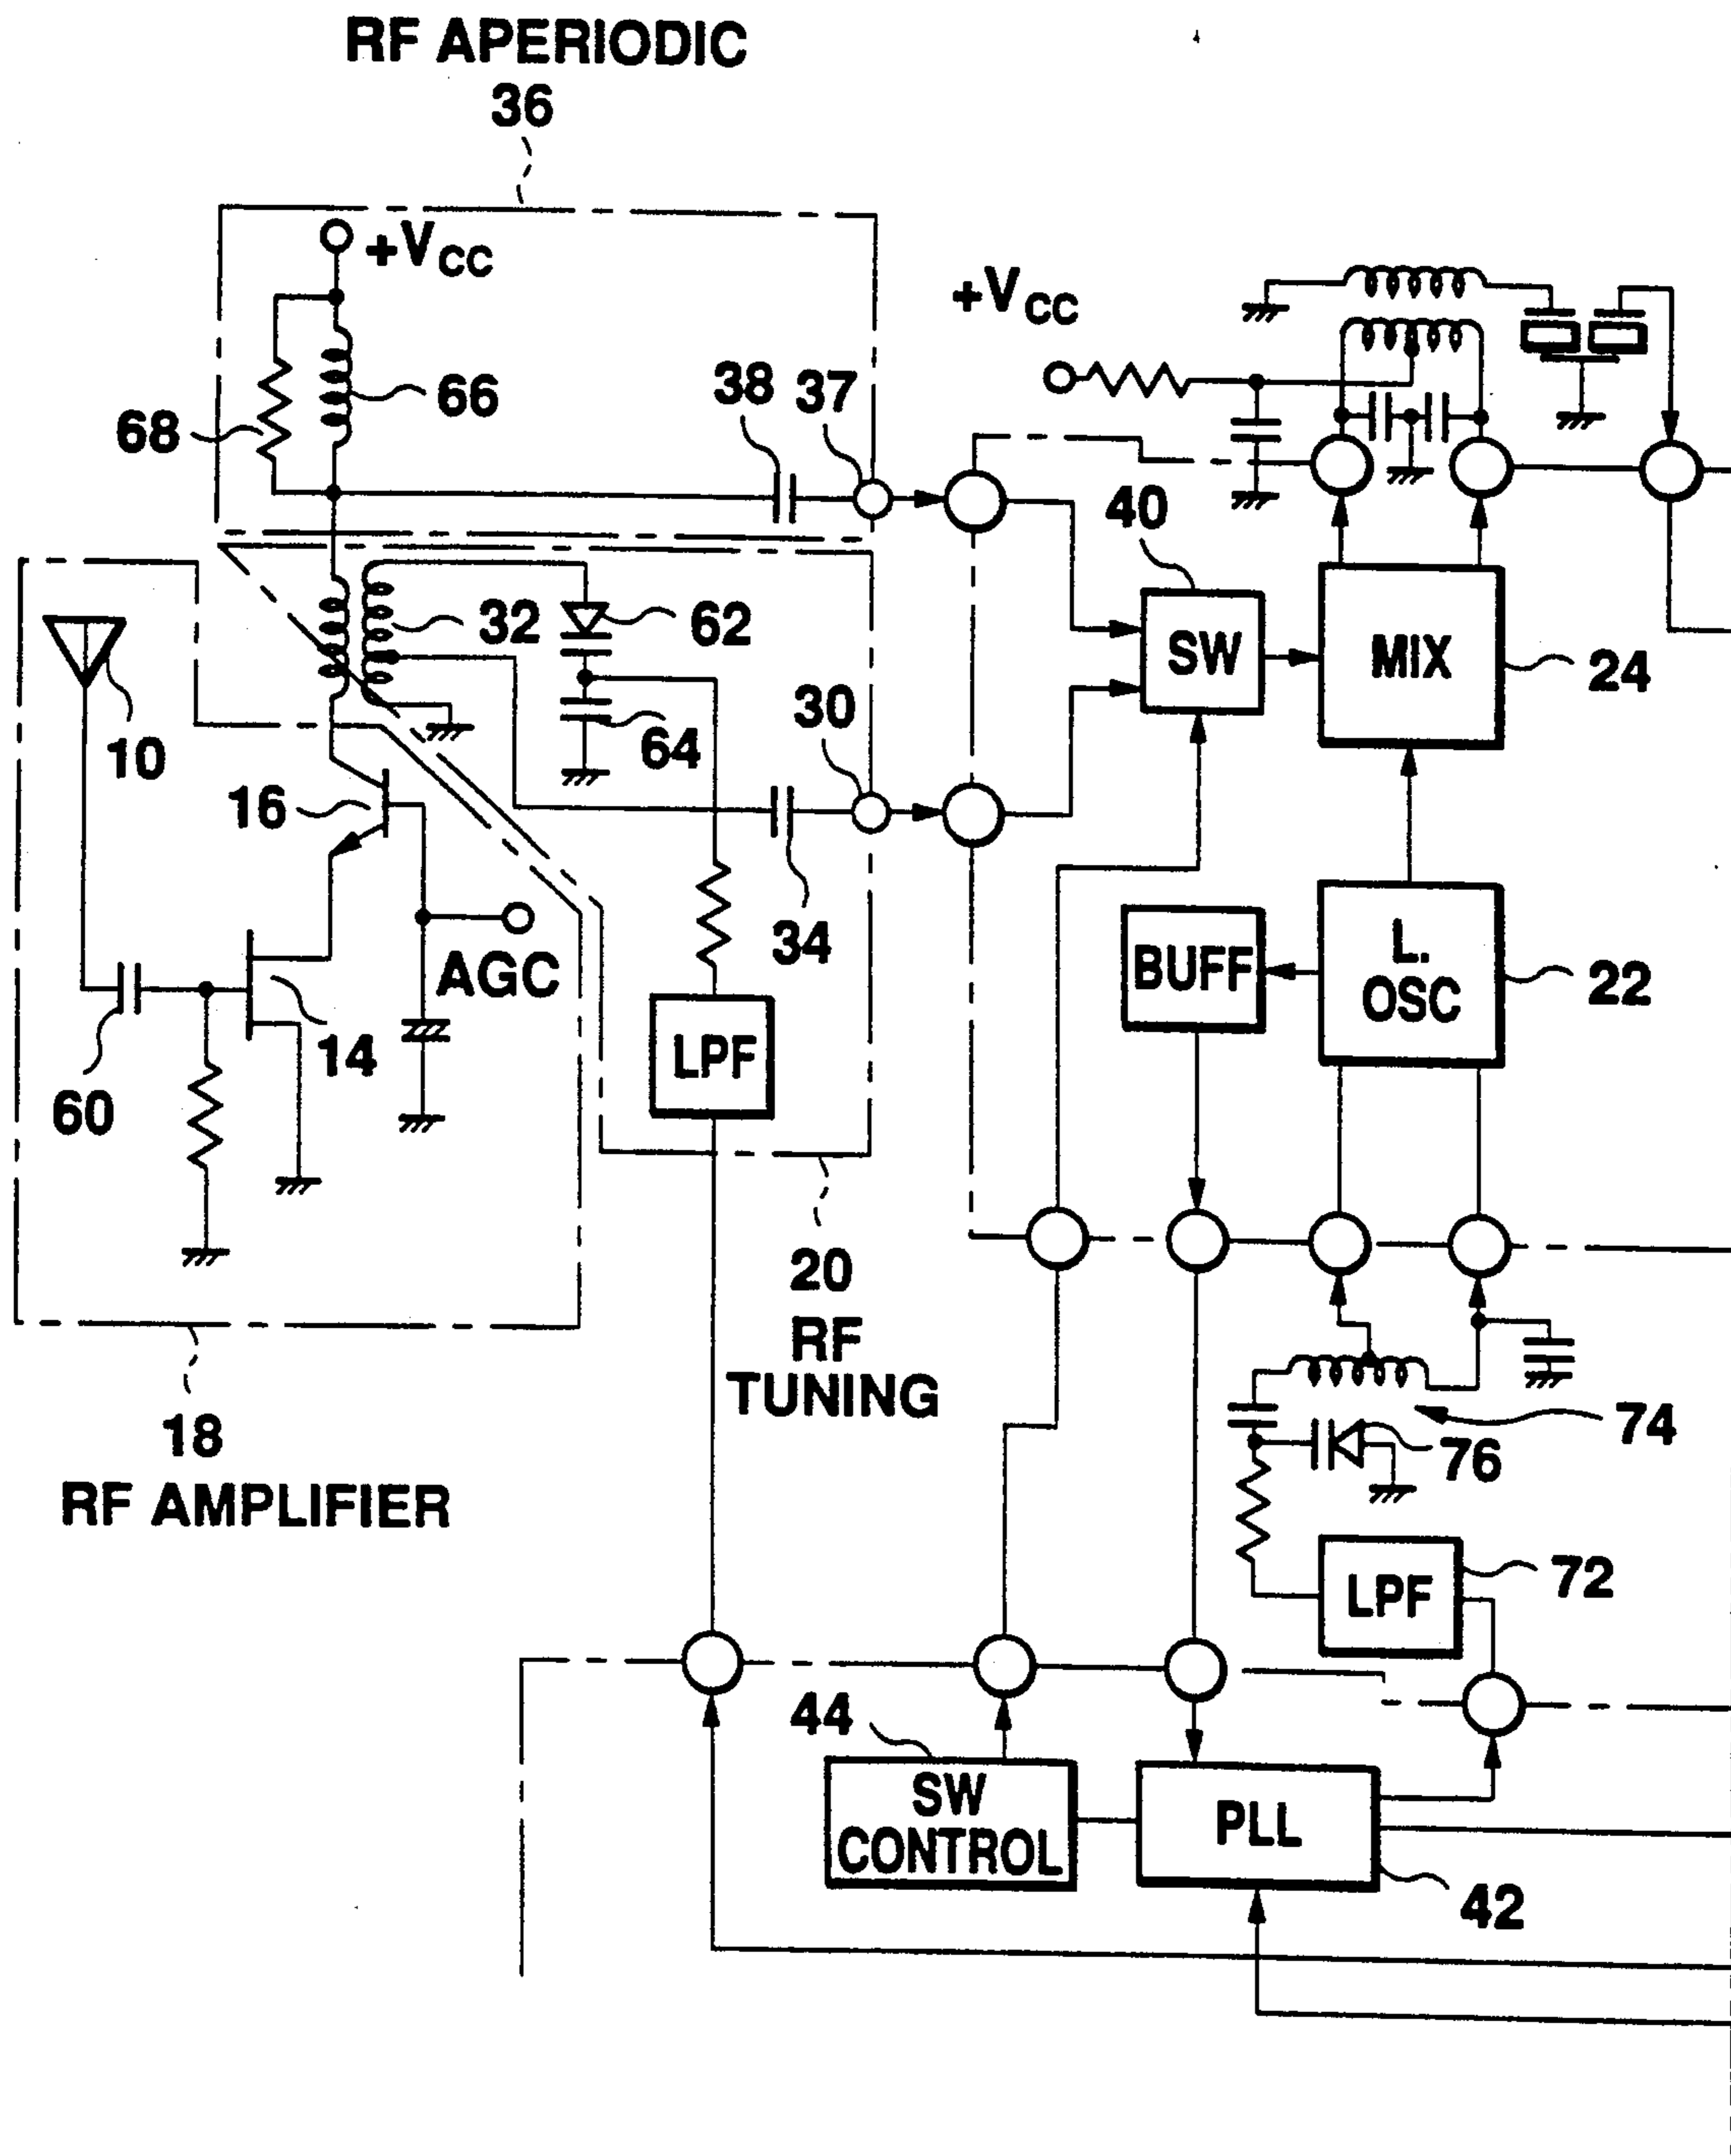 RF APERIODIC
36
+VCC
+VCC
66
68
38
37
40
32
62
SW
MIX
24
10
30
64
16
34
AGC
BUFF
L.
OSC
22
14
LPF
60
20
RF
TUNING
18
RF AMPLIFIER
74
76
LPF
72
44
SW
CONTROL
PLL
42